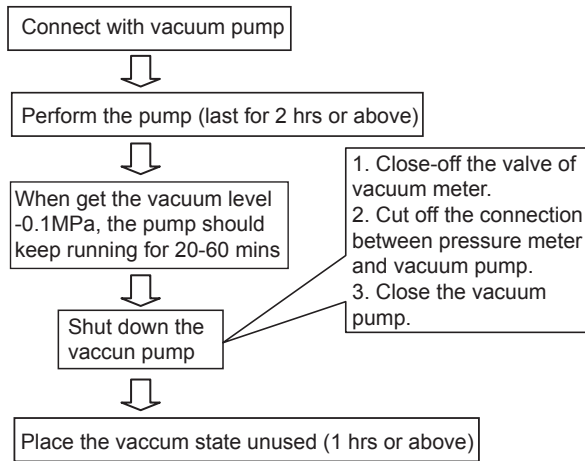 Connect with vacuum pump
Perform the pump (last for 2 hrs or above)
When get the vacuum level
-0.1MPa, the pump should
keep running for 20-60 mins
Shut down the
vaccun pump
1. Close-off the valve of
vacuum meter.
2. Cut off the connection
between pressure meter
and vacuum pump.
3. Close the vacuum
pump.
Place the vaccum state unused (1 hrs or above)